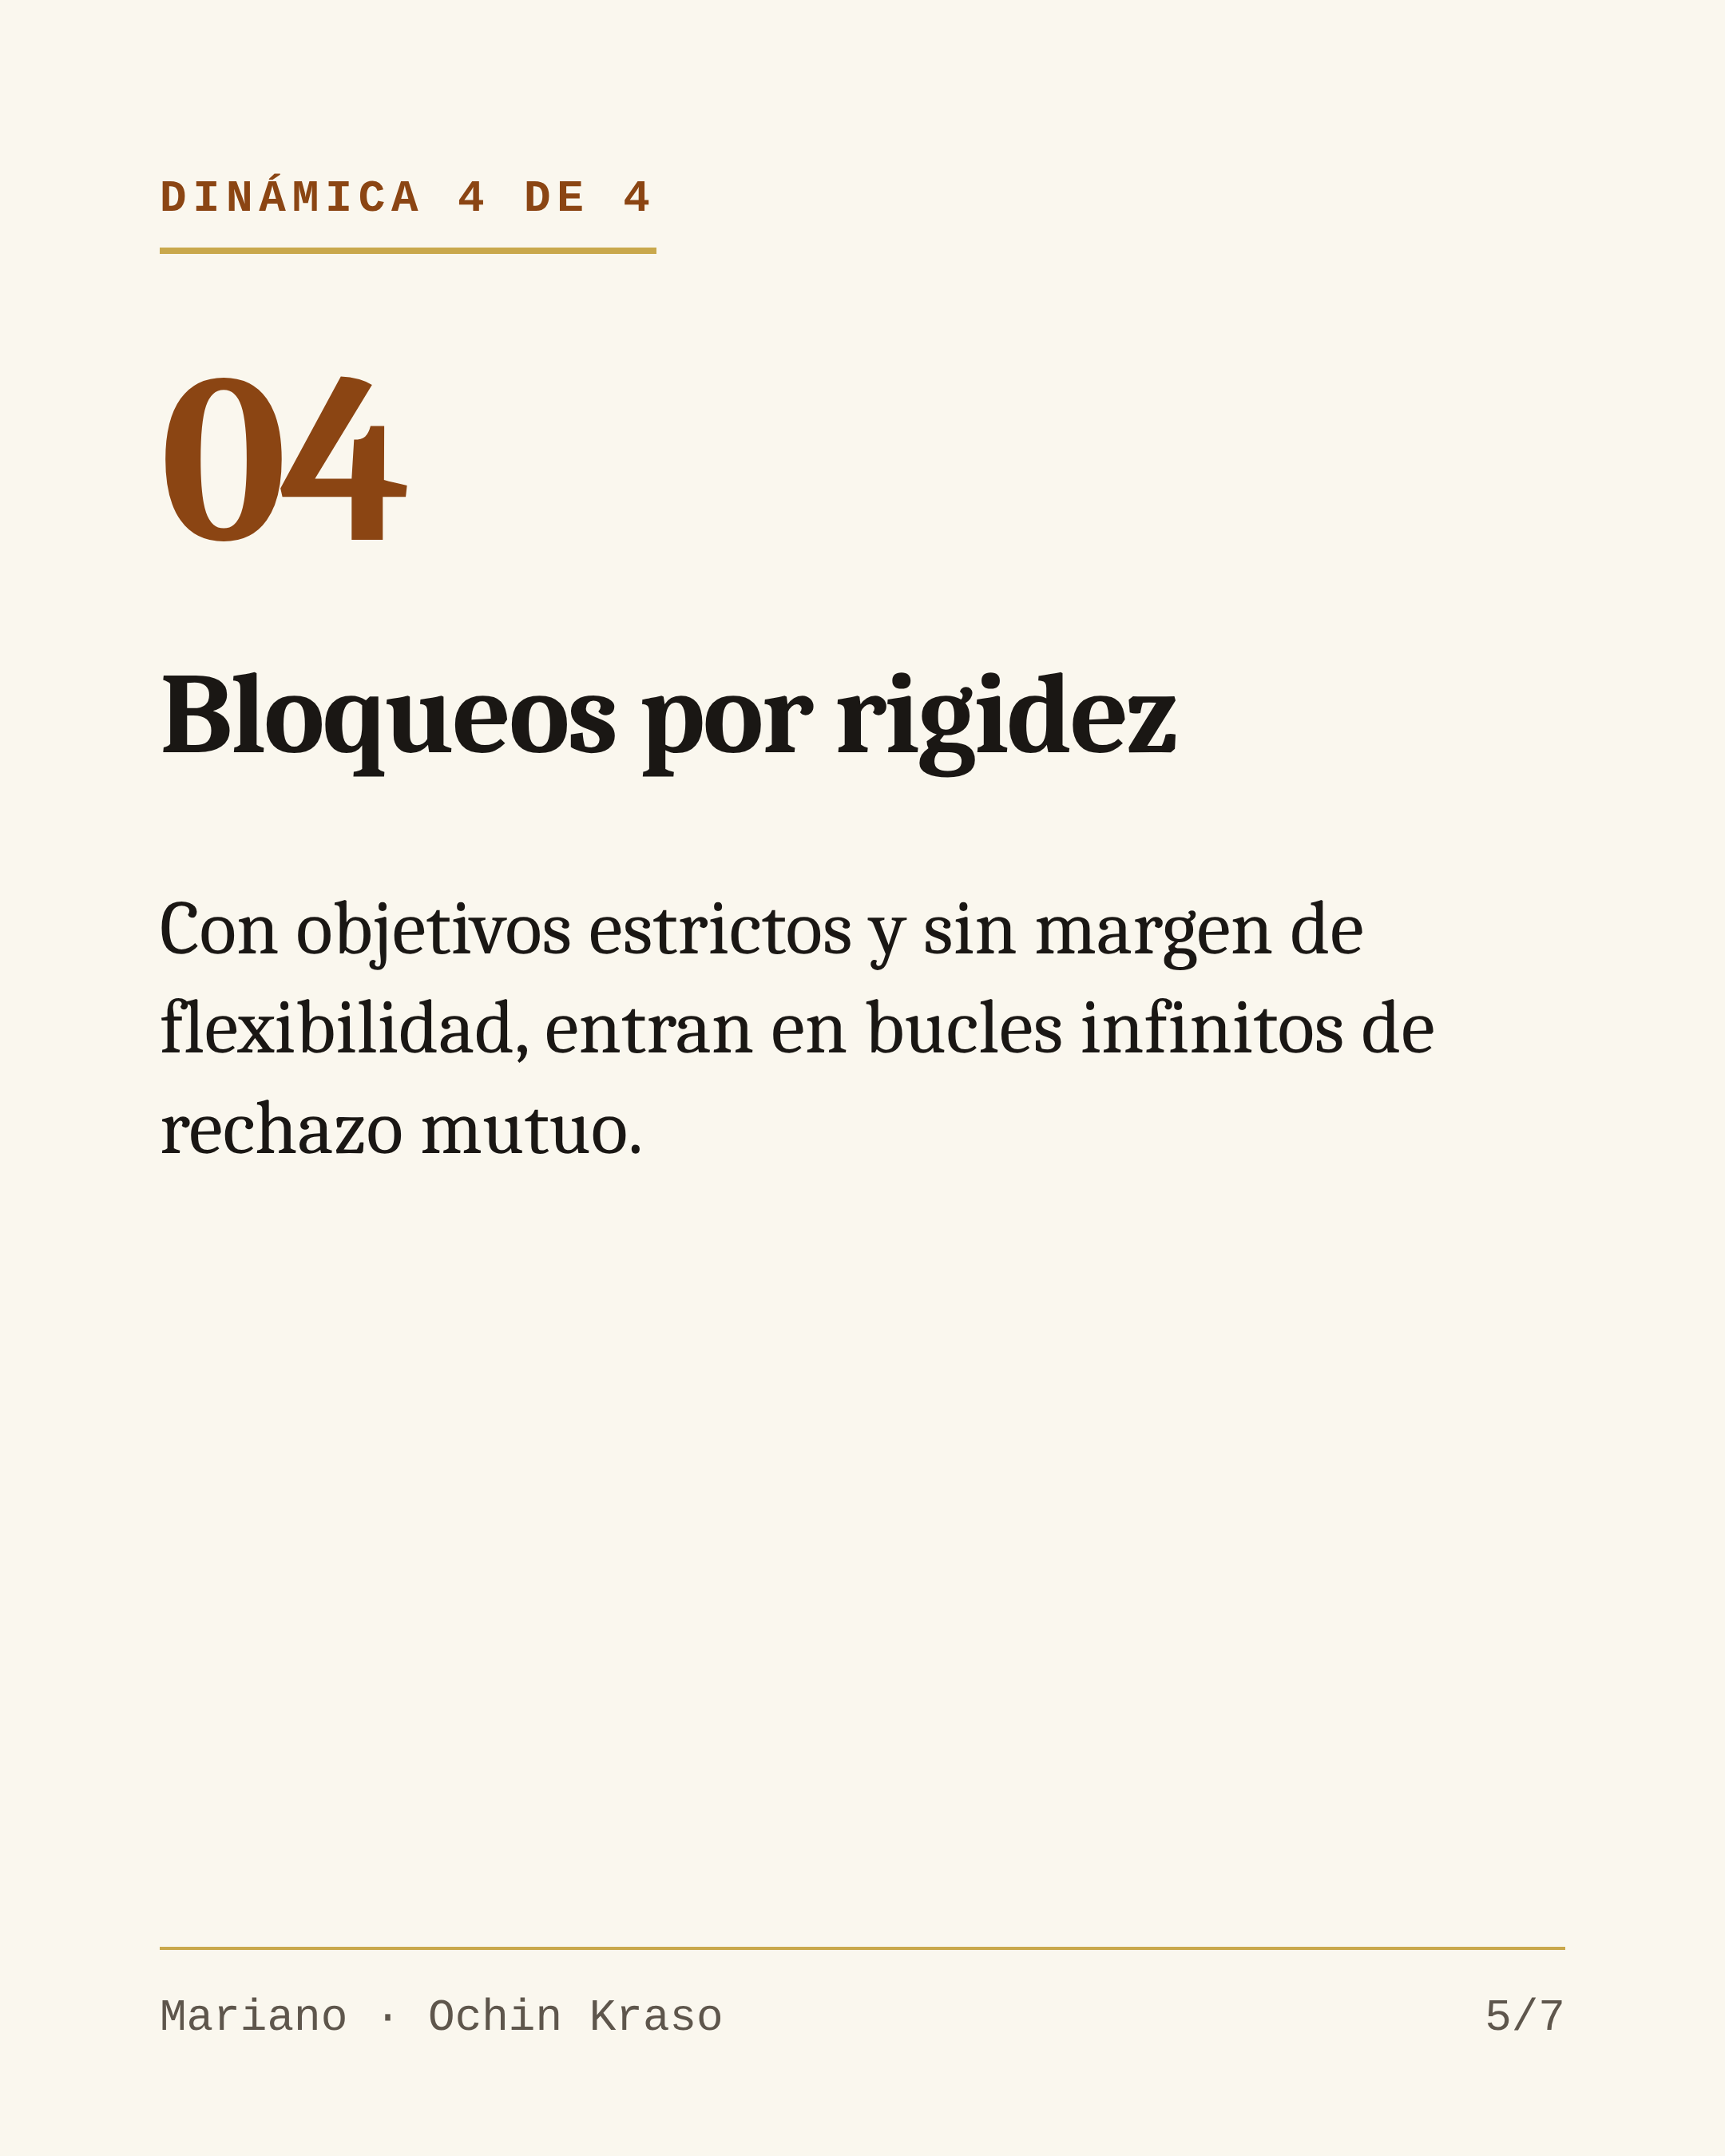 DINÁMICA 4 DE 4
04
Bloqueos por rigidez
Con objetivos estrictos y sin margen de
flexibilidad, entran en bucles infinitos de
rechazo mutuo.
Mariano · Ochin Kraso
5/7